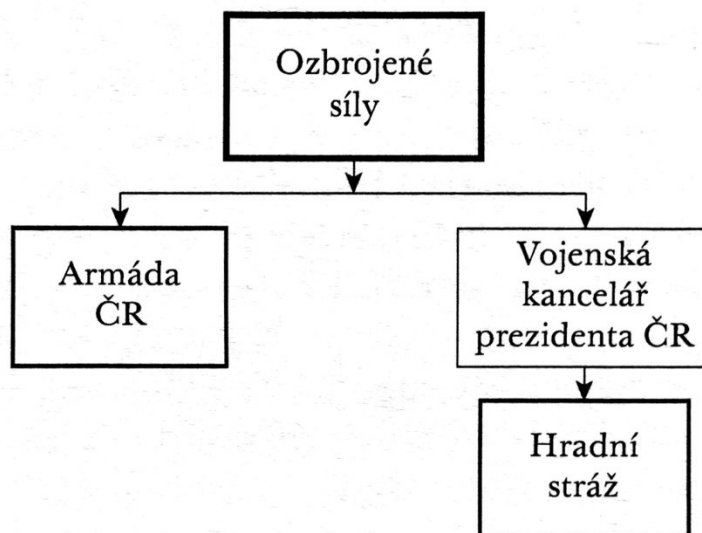 Ozbrojené
síly
Armáda
ČR
Vojenská
kancelář
prezidenta ČR
Hradní
stráž